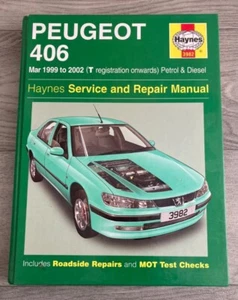 PEUGEOT
406
Haynes
3982
Mar 1999 to 2002 (T registration onwards) Petrol & Diesel
Haynes Service and Repair Manual
3982
Includes Roadside Repairs and MOT Test Checks